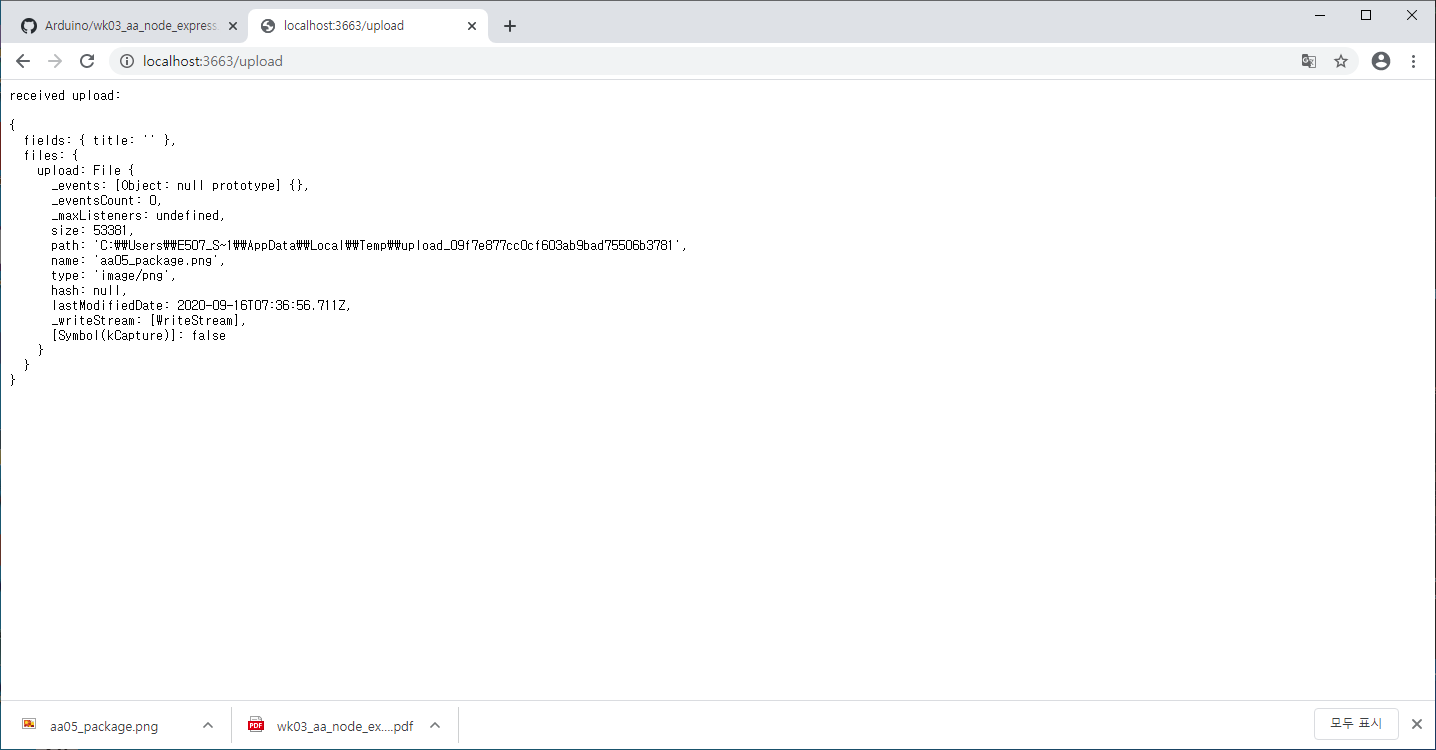 Arduino/wk03_aa_node_express
localhost:3663/upload
localhost:3663/upload
received upload:
{
  fields: { title: '' },
  files: {
    upload: File {
      _events: [Object: null prototype] {},
      _eventsCount: 0,
      _maxListeners: undefined,
      size: 53381,
      path: 'C:₩₩Users₩₩E507_S~1₩₩AppData₩₩Local₩₩Temp₩₩upload_09f7e877cc0cf603ab9bad75506b3781',
      name: 'aa05_package.png',
      type: 'image/png',
      hash: null,
      lastModifiedDate: 2020-09-16T07:36:56.711Z,
      _writeStream: [WriteStream],
      [Symbol(kCapture)]: false
    }
  }
}
aa05_package.png
PDF
wk03_aa_node_ex....pdf
모두 표시